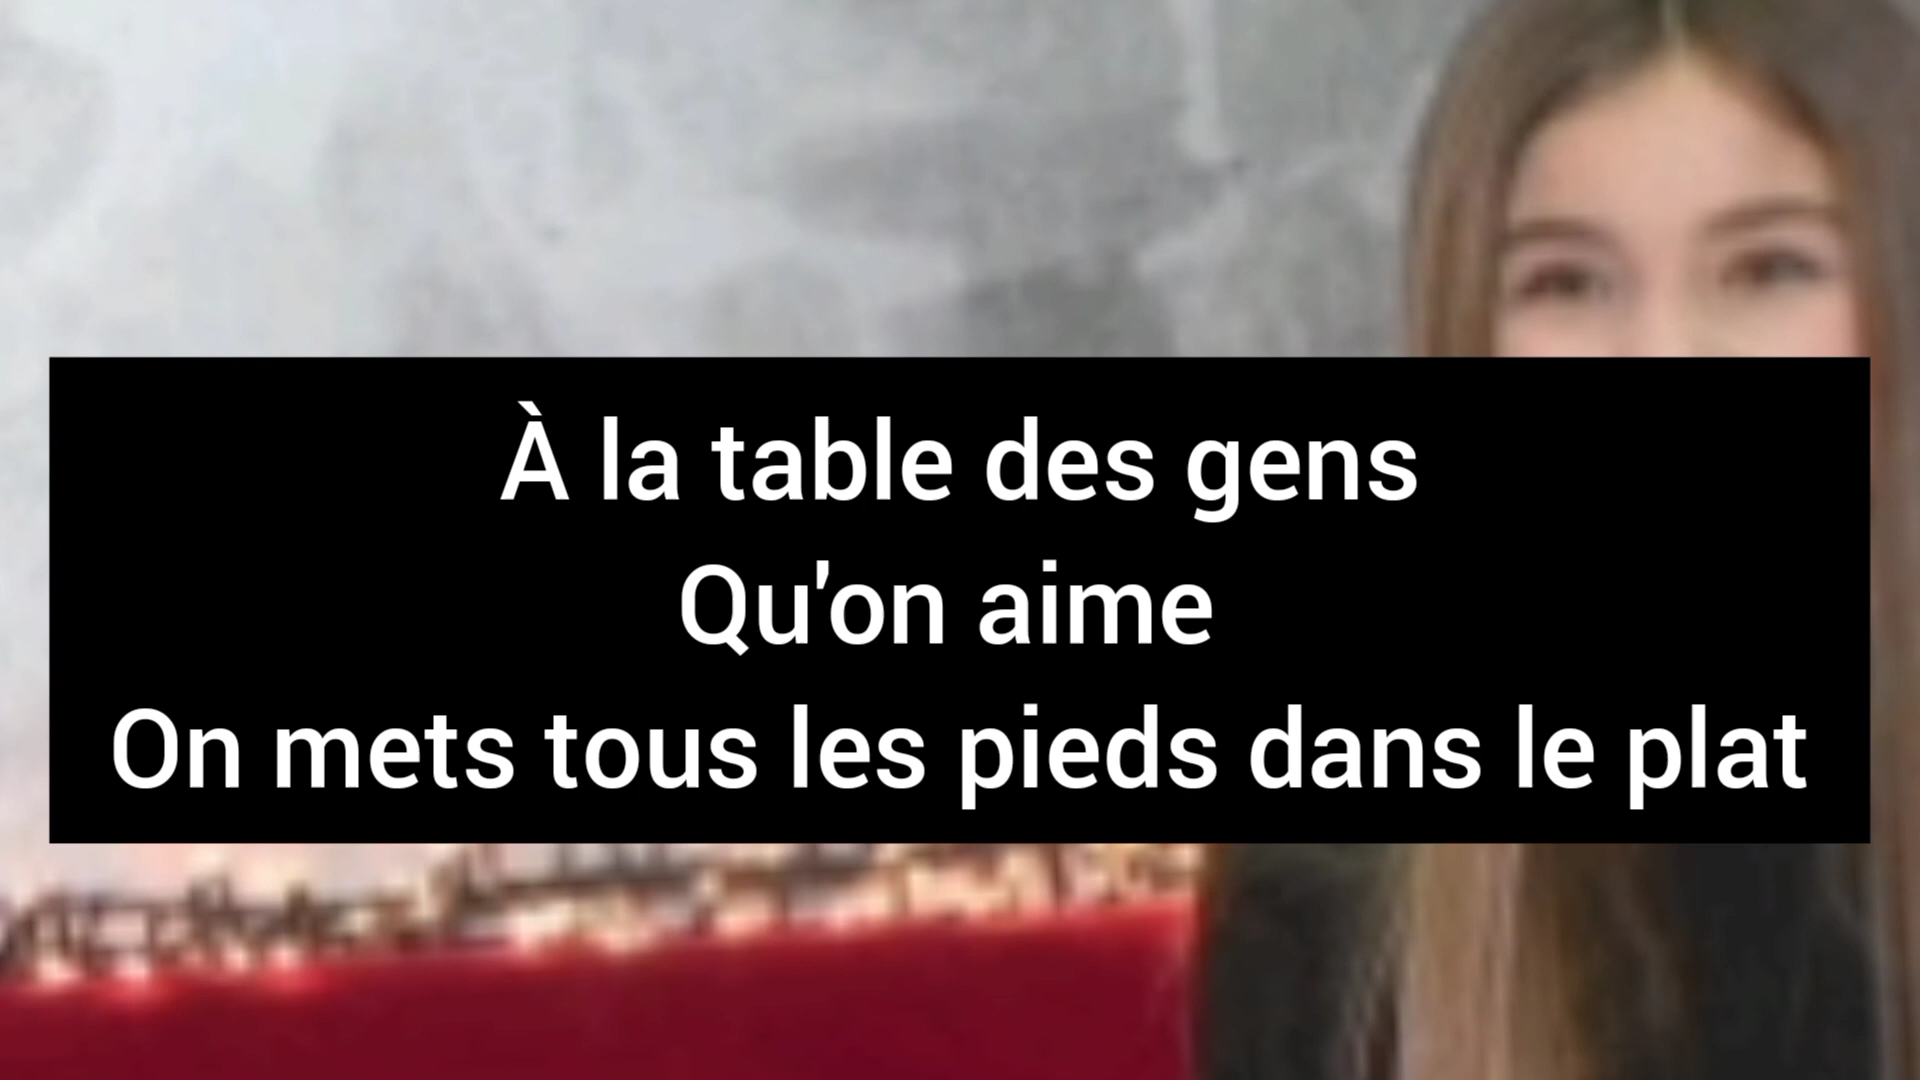 À la table des gens
Qu'on aime
On mets tous les pieds dans le plat